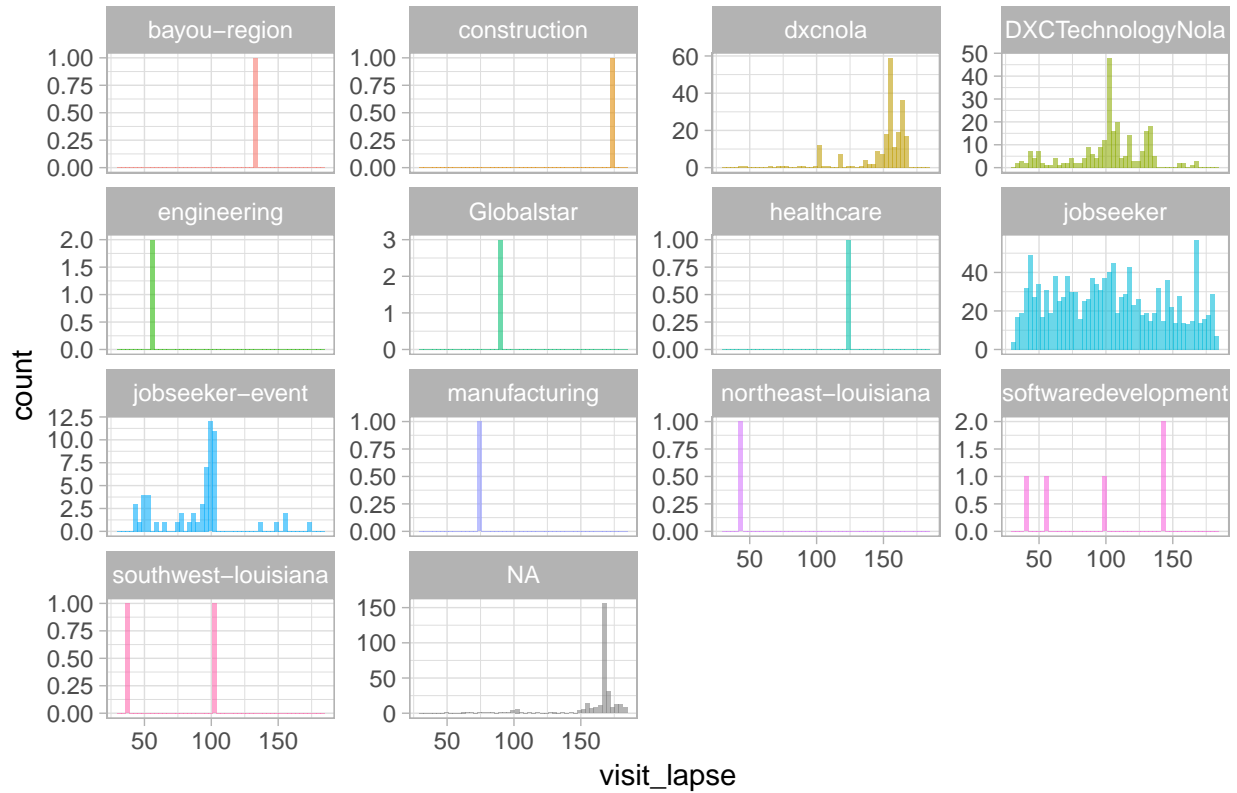 bayou−region construction dxcnola DXCTechnologyNola
1.00 1.00 60 50
0.75 0.75 40 40
0.50 0.50 30
0.25 0.25 20 20
0.00 0.00 0 10
0
engineering Globalstar healthcare jobseeker
2.0 3 1.00
1.5 2 0.75 40
1.0 0.50
0.5 1 0.25 20
0.0 0 0.00 0
jobseeker−event manufacturing northeast−louisiana softwaredevelopment
12.5 1.00 1.00 2.0
10.0 0.75 0.75 1.5
7.5 0.50 0.50 1.0
5.0 0.25 0.25 0.5
2.5 0.00 0.00 0.0
0.0
50 100 150 50 100 150
southwest−louisiana NA
1.00 150
0.75 100
0.50
0.25 50
0.00 0
50 100 150 50 100 150
visit_lapse
count